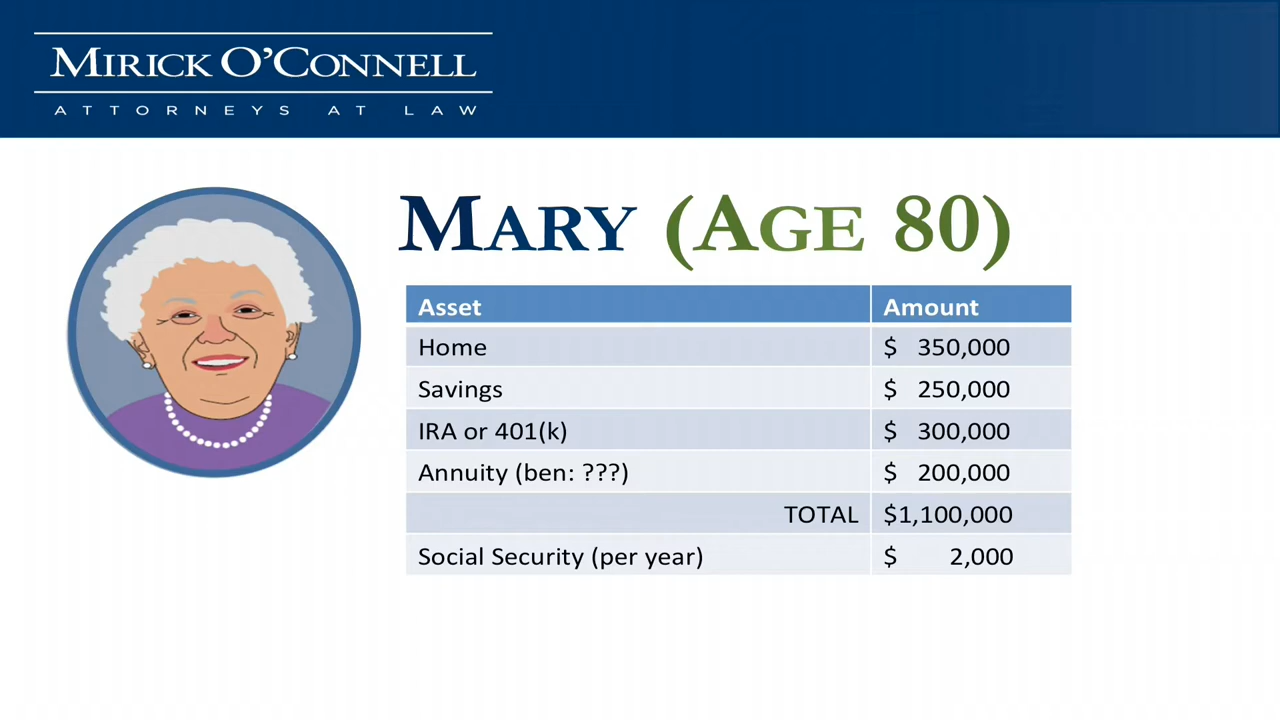 MIRICK O'CONNELL
ATTORNEYS AT LAW
MARY (AGE 80)
Asset Amount
Home $ 350,000
Savings $ 250,000
IRA or 401(k) $ 300,000
Annuity (ben: ???) $ 200,000
TOTAL $1,100,000
Social Security (per year) $ 2,000